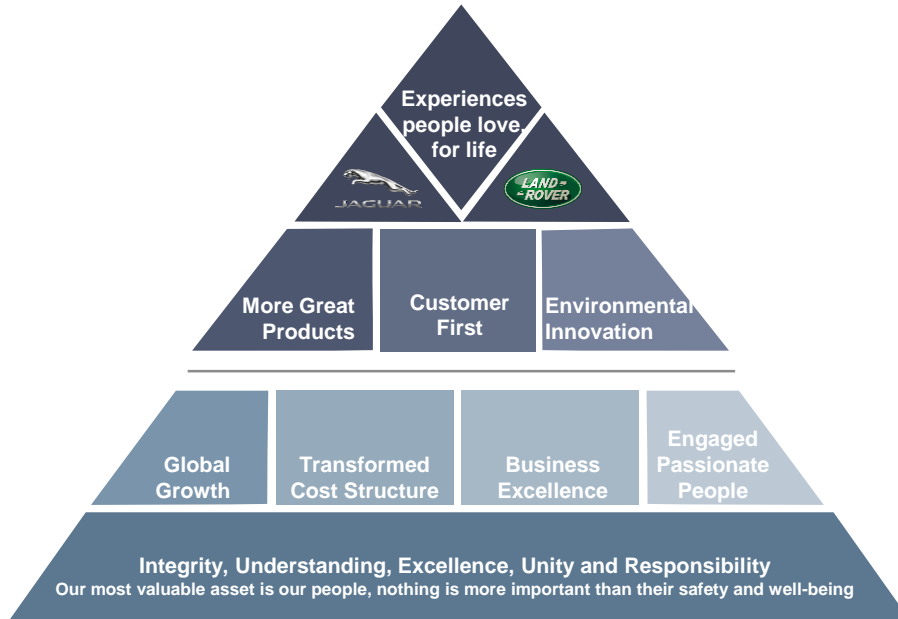 Experiences
people love,
for life
JAGUAR
LAND-
-ROVER
More Great
Products
Customer
First
Environmental
Innovation
Global
Growth
Transformed
Cost Structure
Business
Excellence
Engaged
Passionate
People
Integrity, Understanding, Excellence, Unity and Responsibility
Our most valuable asset is our people, nothing is more important than their safety and well-being